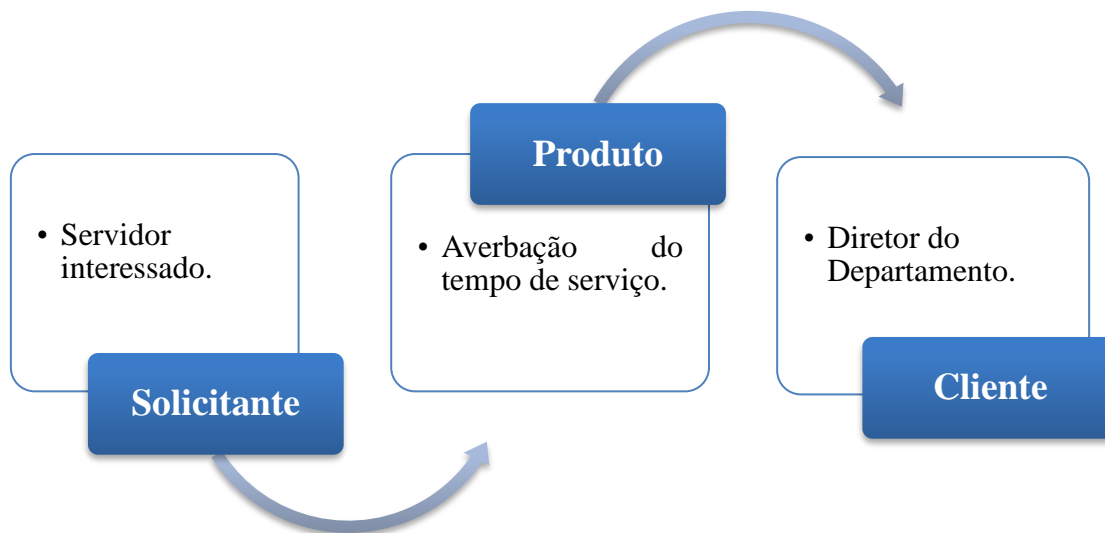 • Servidor
interessado.
Solicitante
Produto
• Averbação do
tempo de serviço.
• Diretor do
Departamento.
Cliente